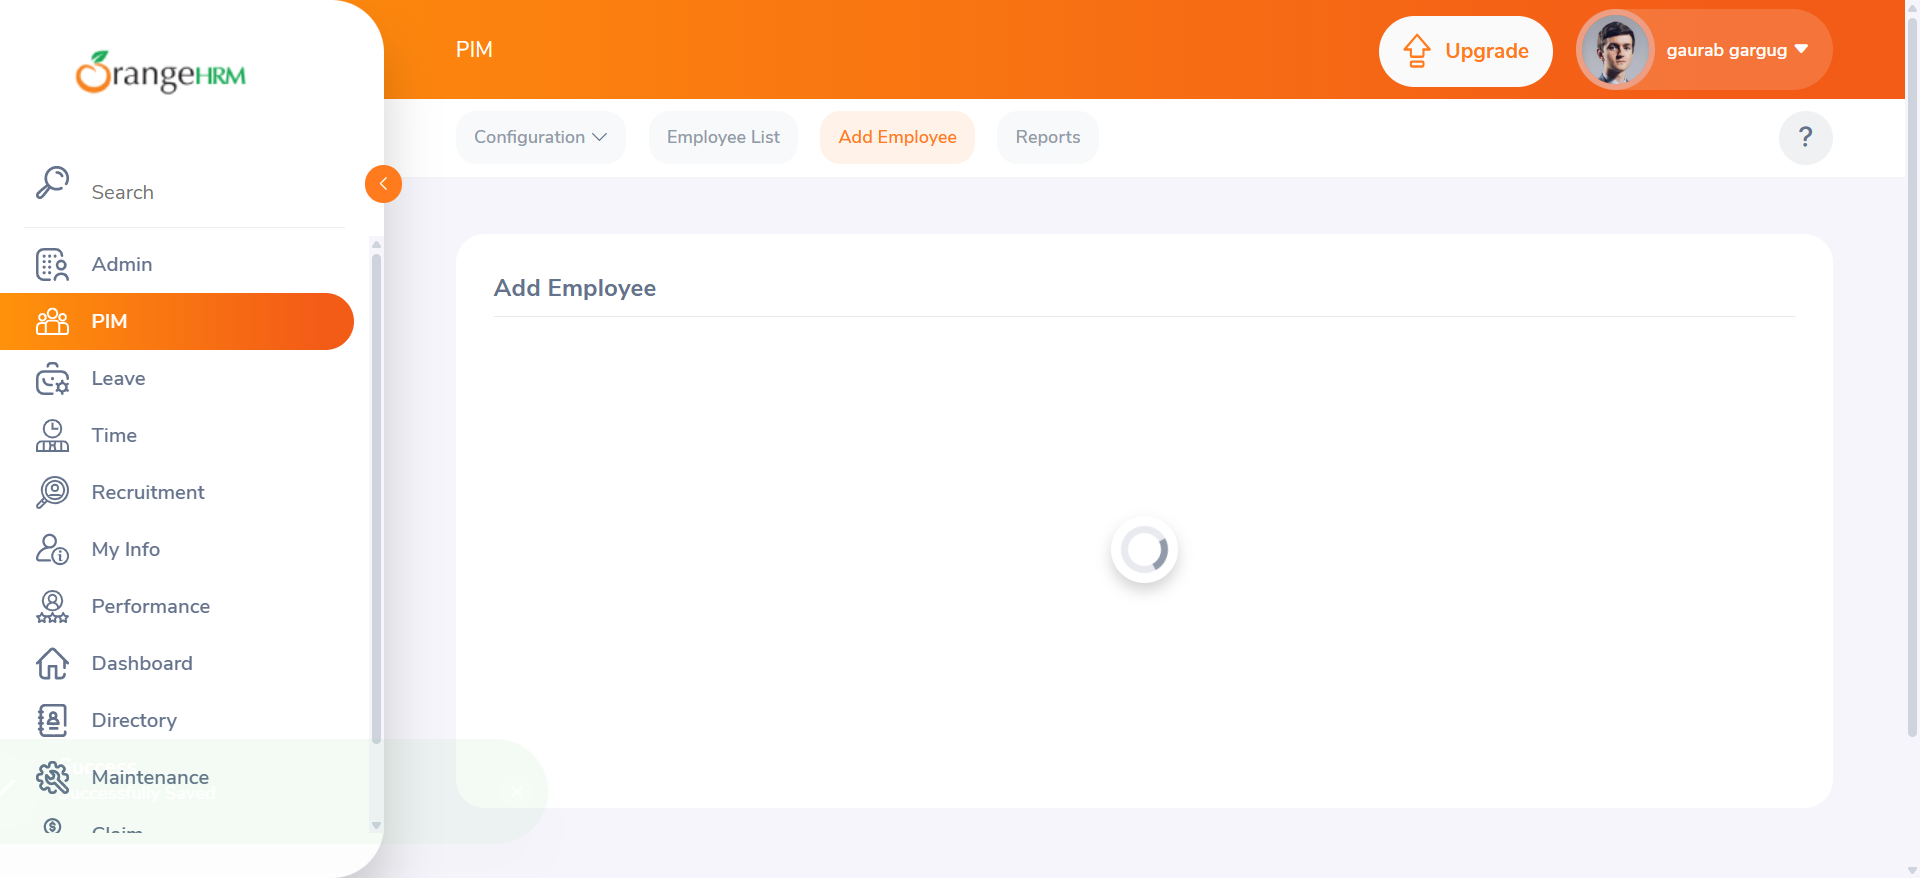 OrangeHRM
PIM
Upgrade
gaurab gargug
Configuration
Employee List
Add Employee
Reports
?
Search
Admin
PIM
Leave
Time
Recruitment
My Info
Performance
Dashboard
Directory
Maintenance
Claim
Add Employee
Success
Successfully Saved